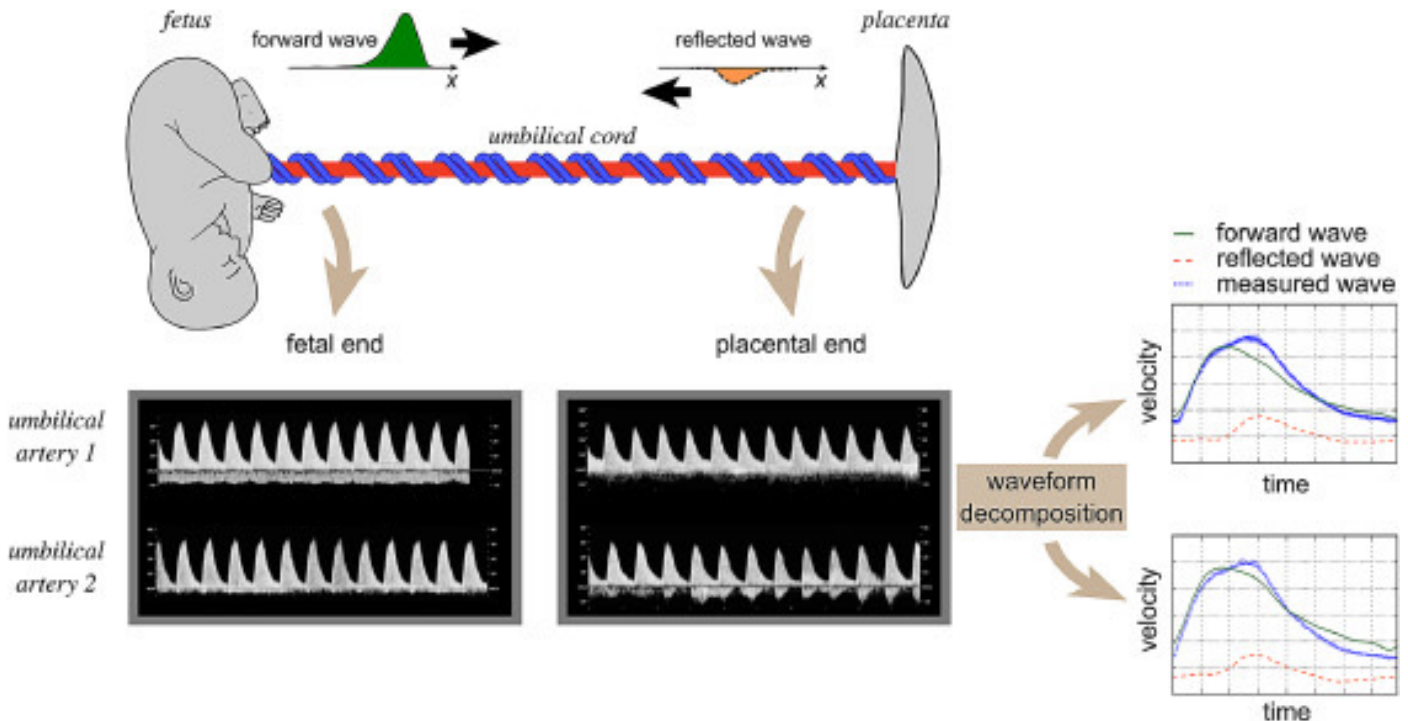 fetus
placenta
forward wave
reflected wave
x
x
umbilical cord
forward wave
reflected wave
measured wave
fetal end
placental end
velocity
umbilical
artery 1
waveform
decomposition
time
umbilical
artery 2
velocity
time